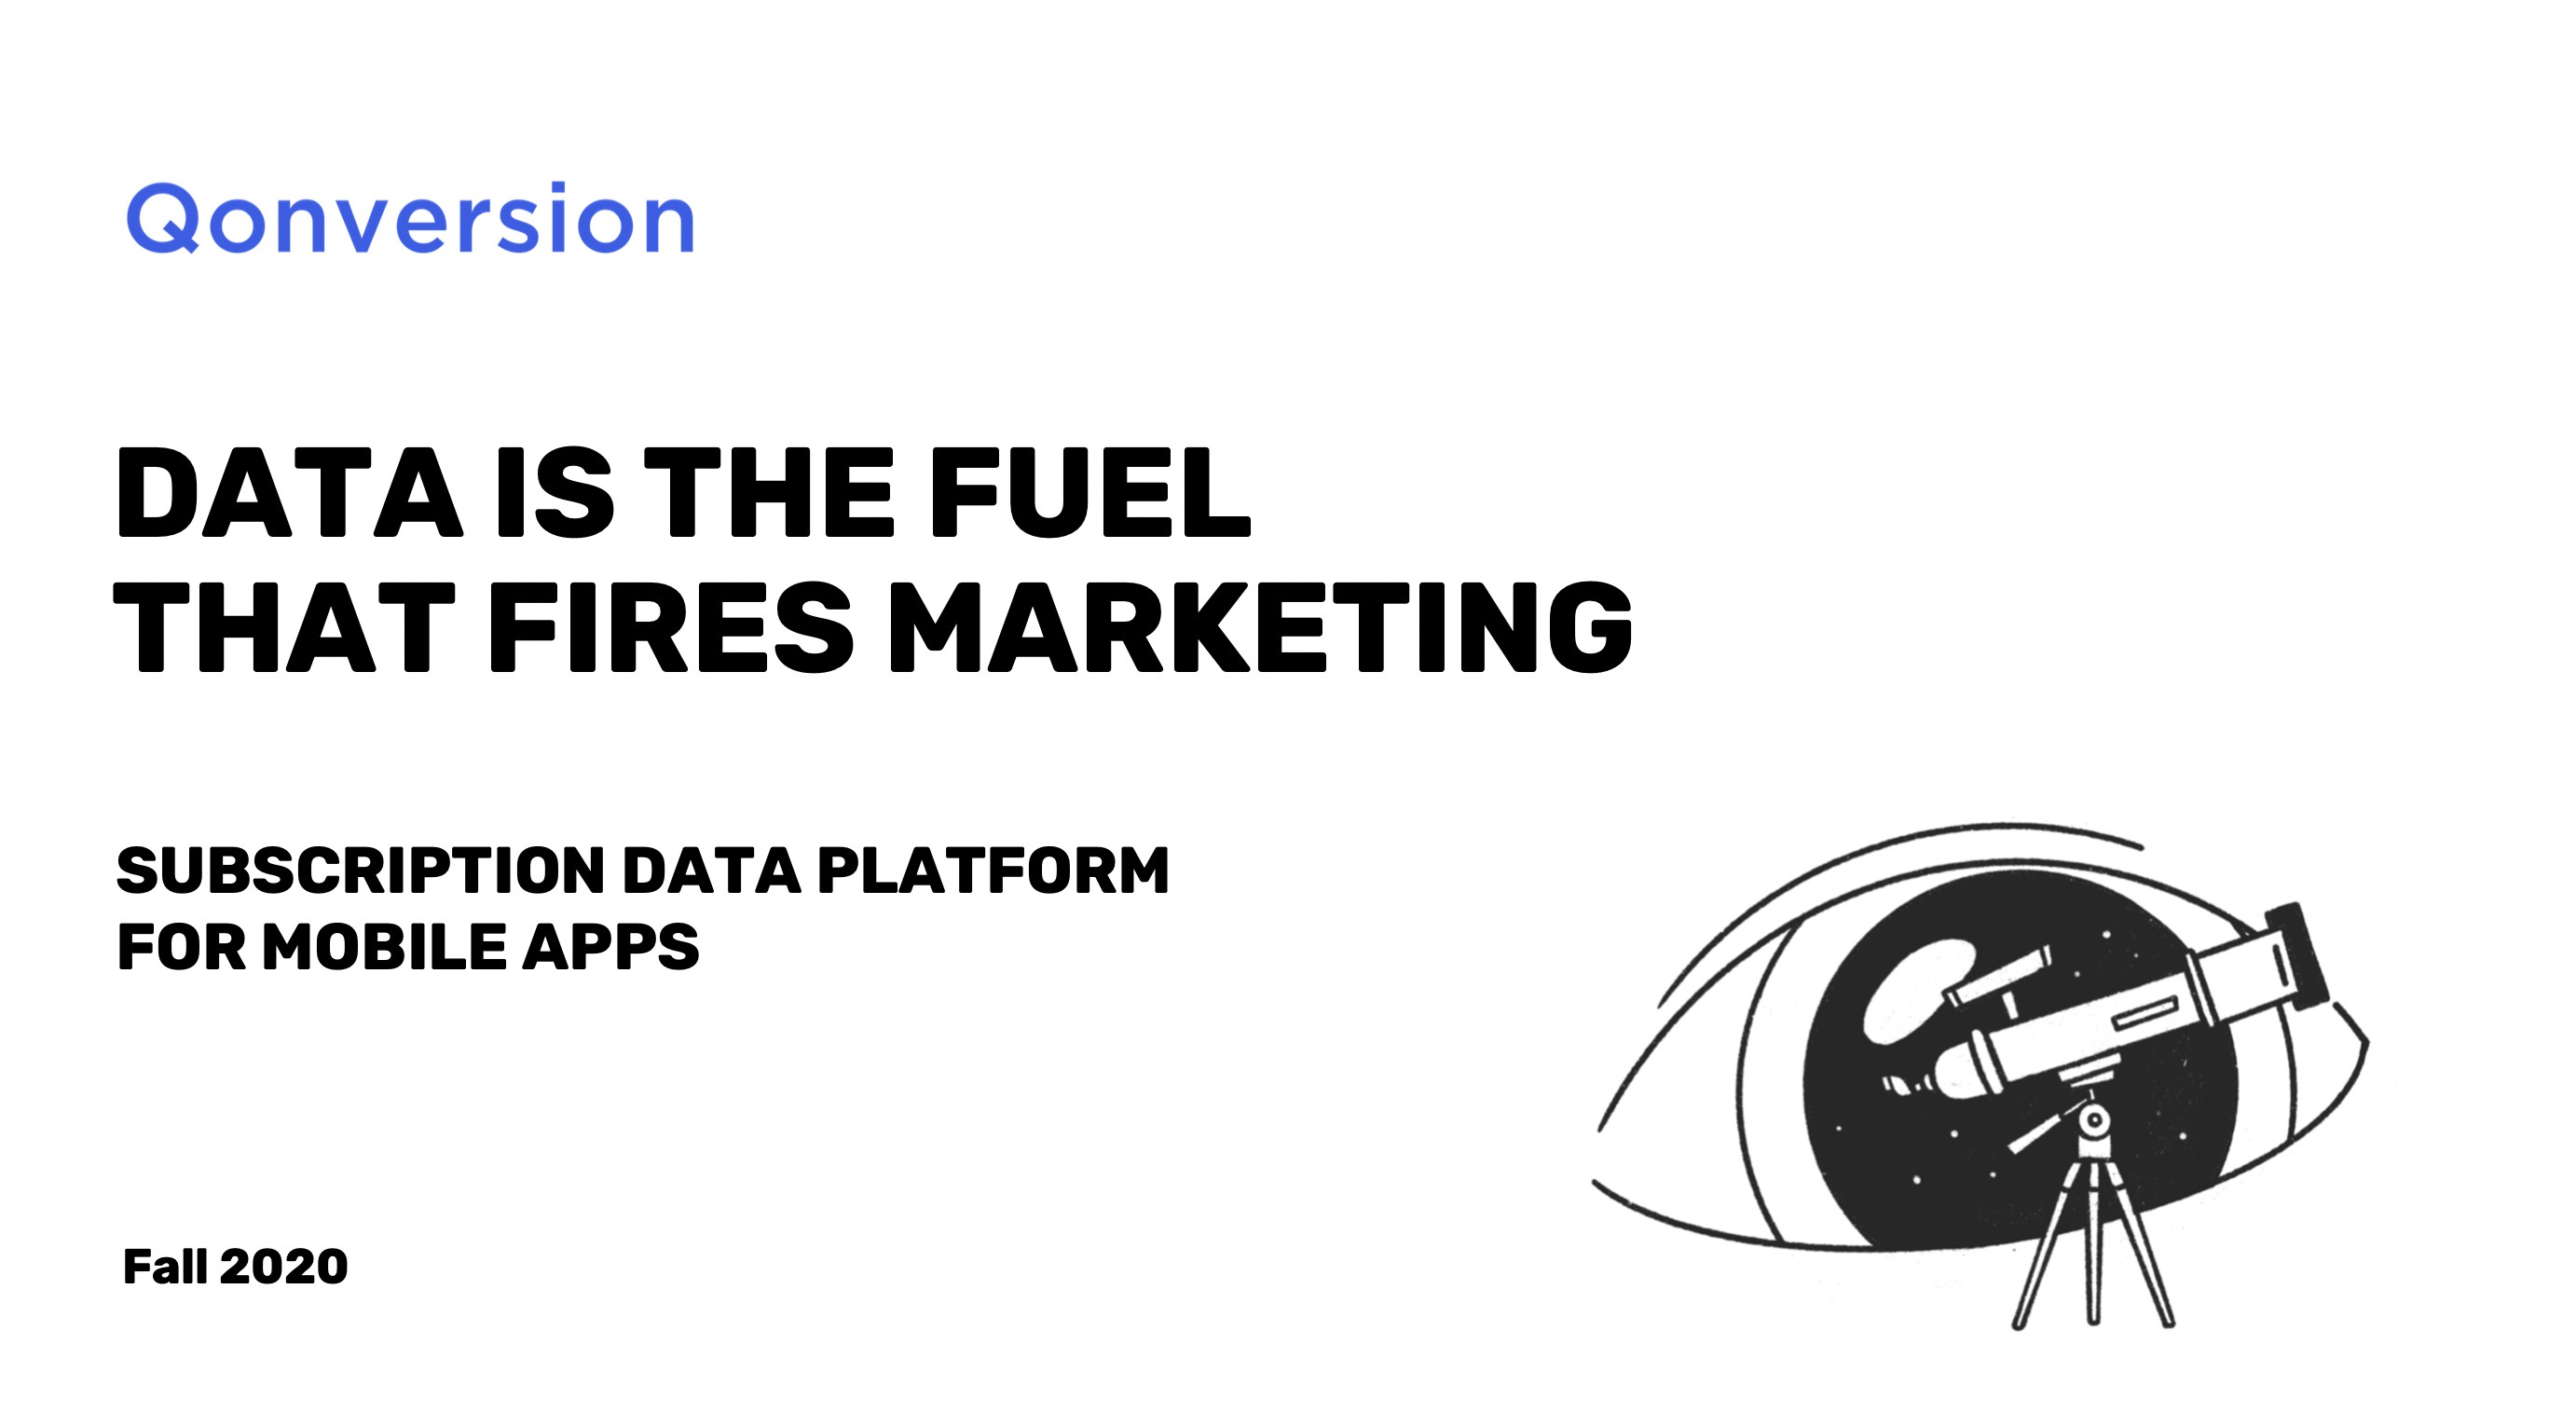 Qonversion
DATA IS THE FUEL
THAT FIRES MARKETING
SUBSCRIPTION DATA PLATFORM
FOR MOBILE APPS
Fall 2020